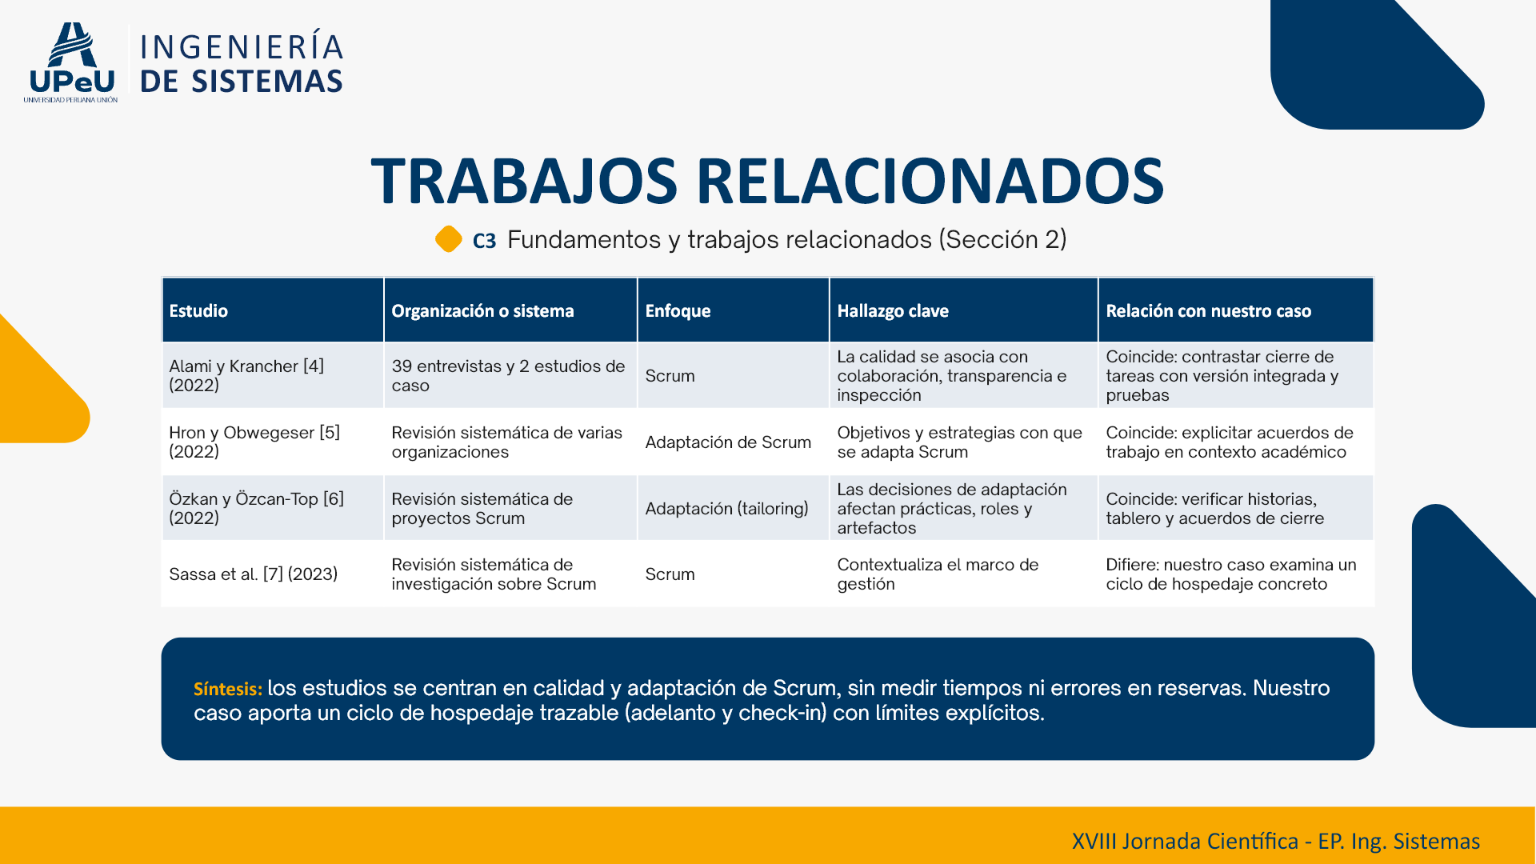 UPeU
UNIVERSIDAD PERUANA UNIÓN
INGENIERÍA
DE SISTEMAS
TRABAJOS RELACIONADOS
C3 Fundamentos y trabajos relacionados (Sección 2)
Estudio
Organización o sistema
Enfoque
Hallazgo clave
Relación con nuestro caso
Alami y Krancher [4]
(2022)
39 entrevistas y 2 estudios de
caso
Scrum
La calidad se asocia con
colaboración, transparencia e
inspección
Coincide: contrastar cierre de
tareas con versión integrada y
pruebas
Hron y Obwegeser [5]
(2022)
Revisión sistemática de varias
organizaciones
Adaptación de Scrum
Objetivos y estrategias con que
se adapta Scrum
Coincide: explicitar acuerdos de
trabajo en contexto académico
Özkan y Özcan-Top [6]
(2022)
Revisión sistemática de
proyectos Scrum
Adaptación (tailoring)
Las decisiones de adaptación
afectan prácticas, roles y
artefactos
Coincide: verificar historias,
tablero y acuerdos de cierre
Sassa et al. [7] (2023)
Revisión sistemática de
investigación sobre Scrum
Scrum
Contextualiza el marco de
gestión
Difiere: nuestro caso examina un
ciclo de hospedaje concreto
Síntesis: los estudios se centran en calidad y adaptación de Scrum, sin medir tiempos ni errores en reservas. Nuestro
caso aporta un ciclo de hospedaje trazable (adelanto y check-in) con límites explícitos.
XVIII Jornada Científica - EP. Ing. Sistemas